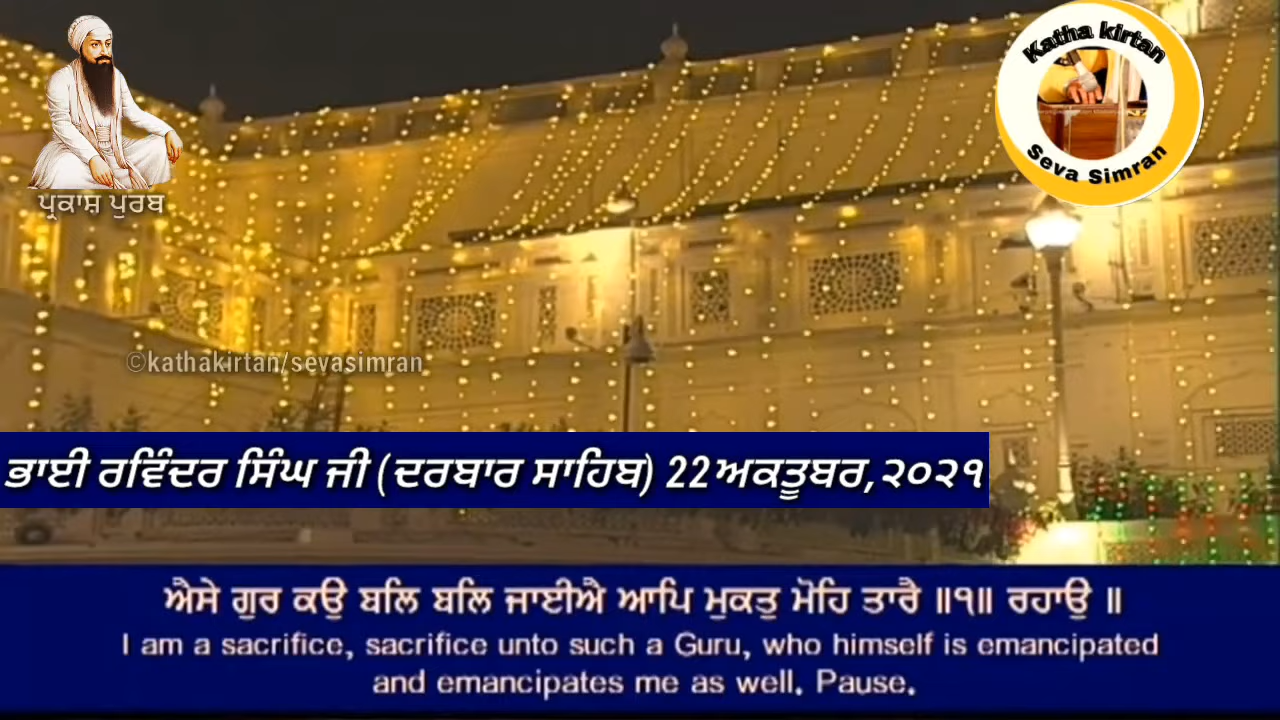 Katha kirtan
Seva Simran
ਪ੍ਰਕਾਸ਼ ਪੁਰਬ
©kathakirtan/sevasimran
ਭਾਈ ਰਵਿੰਦਰ ਸਿੰਘ ਜੀ (ਦਰਬਾਰ ਸਾਹਿਬ) 22ਅਕਤੂਬਰ,੨੦੨੧
ਐਸੇ ਗੁਰ ਕਉ ਬਲਿ ਬਲਿ ਜਾਈਐ ਆਪਿ ਮੁਕਤੁ ਮੋਹਿ ਤਾਰੈ ॥੧॥ ਰਹਾਉ ॥
I am a sacrifice, sacrifice unto such a Guru, who himself is emancipated
and emancipates me as well. Pause.